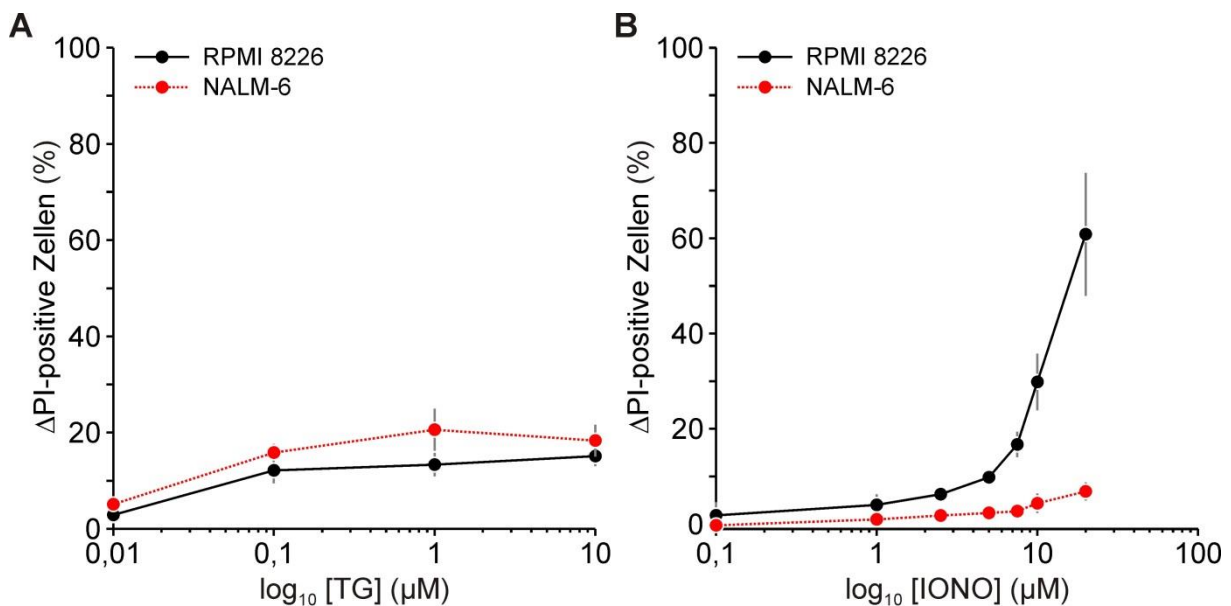 A
RPMI 8226
NALM-6
100
80
60
40
20
0
ΔPI-positive Zellen (%)
0,01
0,1
1
10
log₁₀ [TG] (µM)
B
RPMI 8226
NALM-6
100
80
60
40
20
0
ΔPI-positive Zellen (%)
0,1
1
10
100
log₁₀ [IONO] (µM)